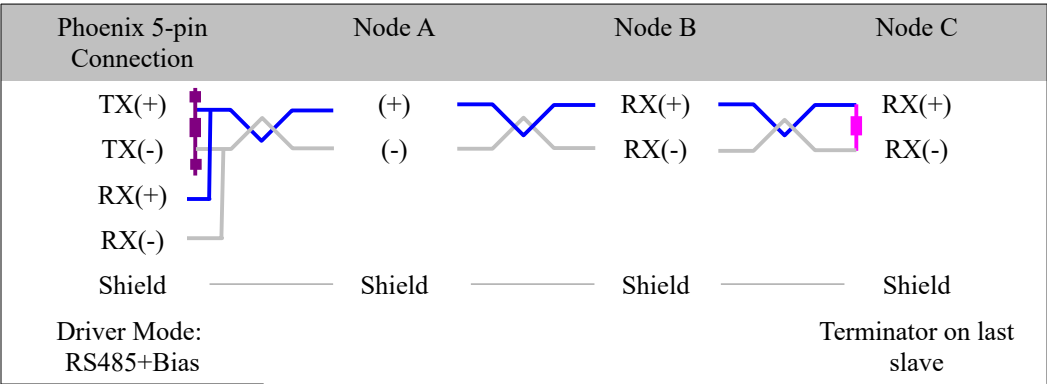 Phoenix 5-pin Connection Node A Node B Node C
TX(+) (+) RX(+) RX(+)
TX(-) (-) RX(-) RX(-)
RX(+)
RX(-)
Shield Shield Shield Shield
Driver Mode: Terminator on last
RS485+Bias slave